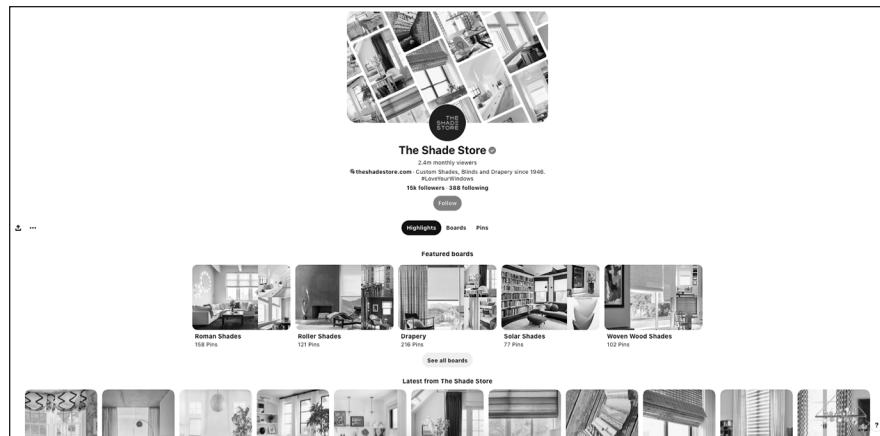 THE
SHADE
STORE
The Shade Store
2.4m monthly viewers
theshadestore.com · Custom Shades, Blinds and Drapery since 1946.
#LoveYourWindows
15k followers · 388 following
Follow
Highlights Boards Pins
Featured boards
Roman Shades Roller Shades Drapery Solar Shades Woven Wood Shades
158 Pins 121 Pins 216 Pins 77 Pins 102 Pins
See all boards
Latest from The Shade Store
?